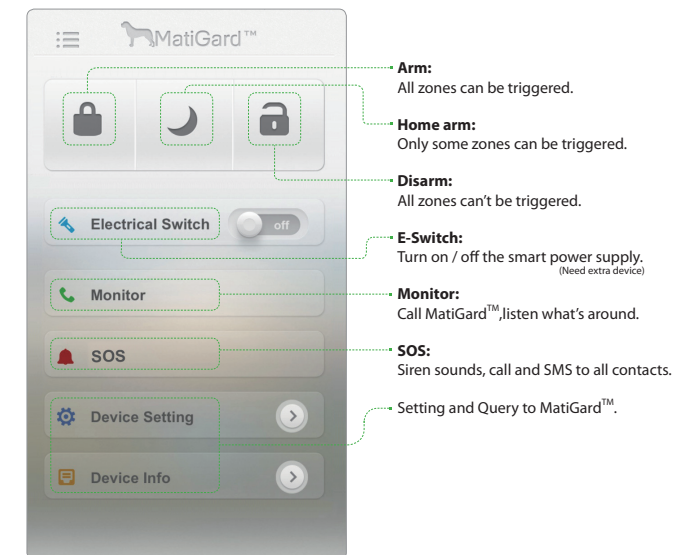 MatiGard™
Electrical Switch
off
Monitor
SOS
Device Setting
Device Info
Arm:
All zones can be triggered.
Home arm:
Only some zones can be triggered.
Disarm:
All zones can't be triggered.
E-Switch:
Turn on / off the smart power supply.
(Need extra device)
Monitor:
Call MatiGard™,listen what's around.
SOS:
Siren sounds, call and SMS to all contacts.
Setting and Query to MatiGard™.